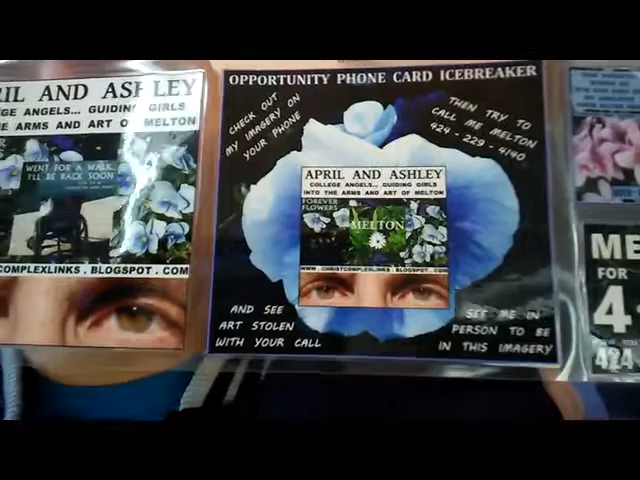 RIL AND ASHLEY
EGE ANGELS... GUIDING GIRLS
THE ARMS AND ART OF MELTON
WENT FOR A WALK
I'LL BE BACK SOON
COMPLEXLINKS . BLOGSPOT . COM
OPPORTUNITY PHONE CARD ICEBREAKER
CHECK OUT
MY IMAGERY ON
YOUR PHONE
THEN TRY TO
CALL ME MELTON
424 - 229 - 4140
APRIL AND ASHLEY
COLLEGE ANGELS... GUIDING GIRLS
INTO THE ARMS AND ART OF MELTON
FOREVER
FLOWERS
MELTON
WWW . CHRISTCOMPLEXLINKS . BLOGSPOT . COM
AND SEE
ART STOLEN
WITH YOUR CALL
SEE ME IN
PERSON TO BE
IN THIS IMAGERY
ME
FOR
4
424